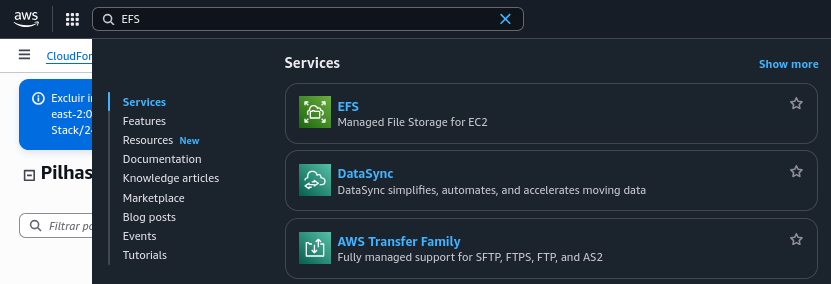 aws
EFS
CloudFor
Excluir i
east-2:0
Stack/24
Pilhas
Filtrar po
Services
Features
Resources New
Documentation
Knowledge articles
Marketplace
Blog posts
Events
Tutorials
Services
Show more
EFS
Managed File Storage for EC2
DataSync
DataSync simplifies, automates, and accelerates moving data
AWS Transfer Family
Fully managed support for SFTP, FTPS, FTP, and AS2